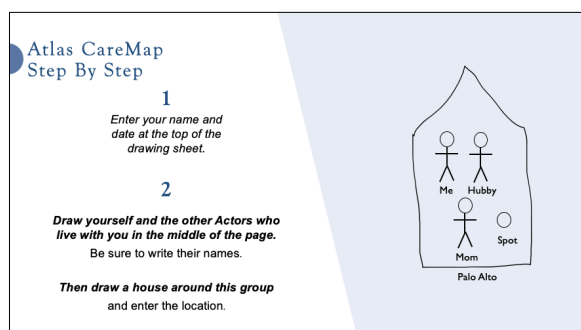 Atlas CareMap
Step By Step
1
Enter your name and
date at the top of the
drawing sheet.
2
Draw yourself and the other Actors who
live with you in the middle of the page.
Be sure to write their names.
Then draw a house around this group
and enter the location.
Me Hubby
Mom
Spot
Palo Alto